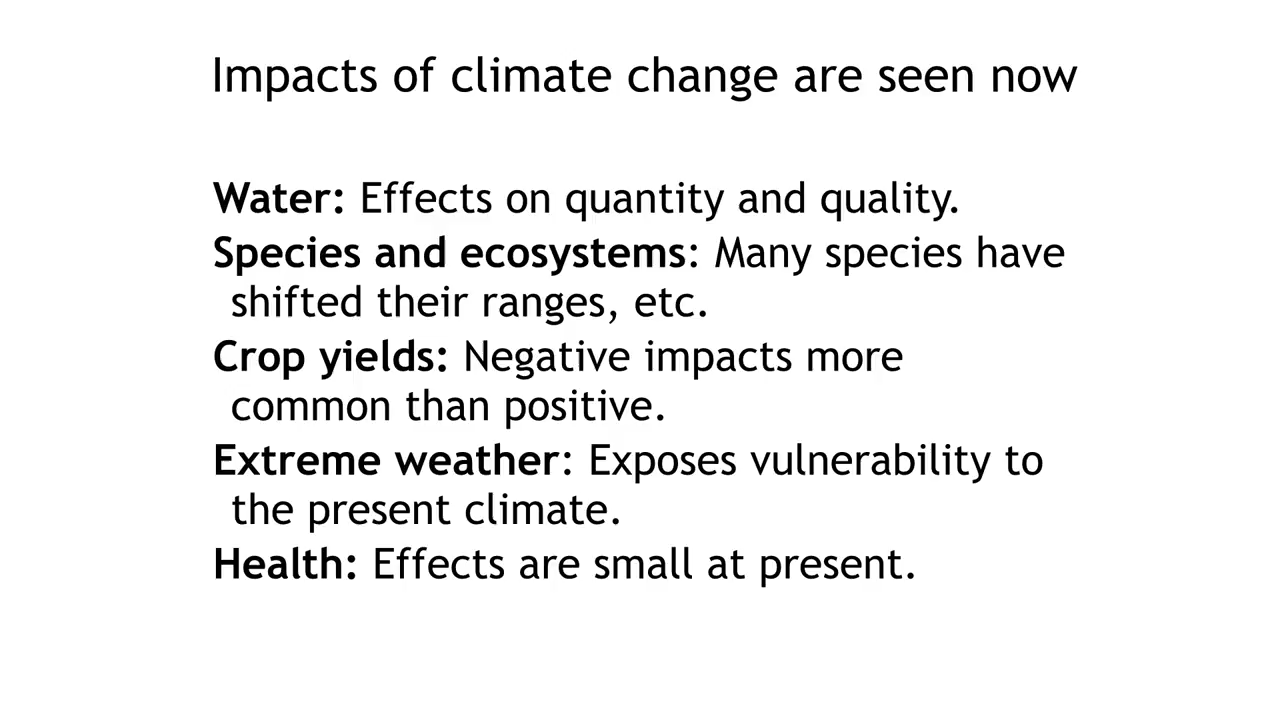 Impacts of climate change are seen now
Water: Effects on quantity and quality.
Species and ecosystems: Many species have
shifted their ranges, etc.
Crop yields: Negative impacts more
common than positive.
Extreme weather: Exposes vulnerability to
the present climate.
Health: Effects are small at present.